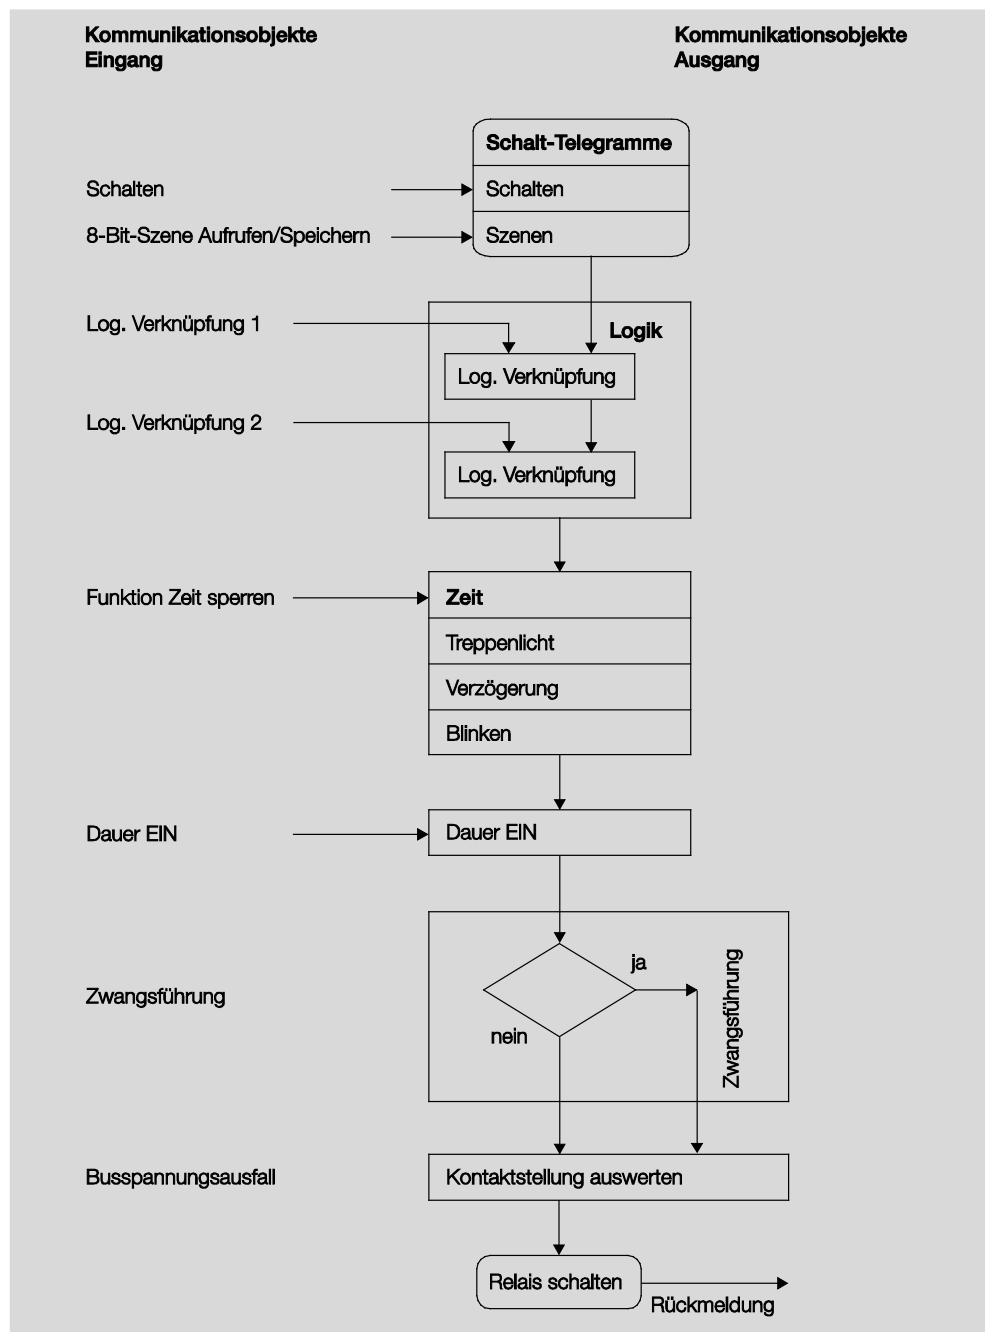 Kommunikationsobjekte
Eingang
Kommunikationsobjekte
Ausgang
Schalt-Telegramme
Schalten
Schalten
8-Bit-Szene Aufrufen/Speichern
Szenen
Log. Verknüpfung 1
Logik
Log. Verknüpfung
Log. Verknüpfung 2
Log. Verknüpfung
Funktion Zeit sperren
Zeit
Treppenlicht
Verzögerung
Blinken
Dauer EIN
Dauer EIN
ja
Zwangsführung
Zwangsführung
nein
Busspannungsausfall
Kontaktstellung auswerten
Relais schalten
Rückmeldung